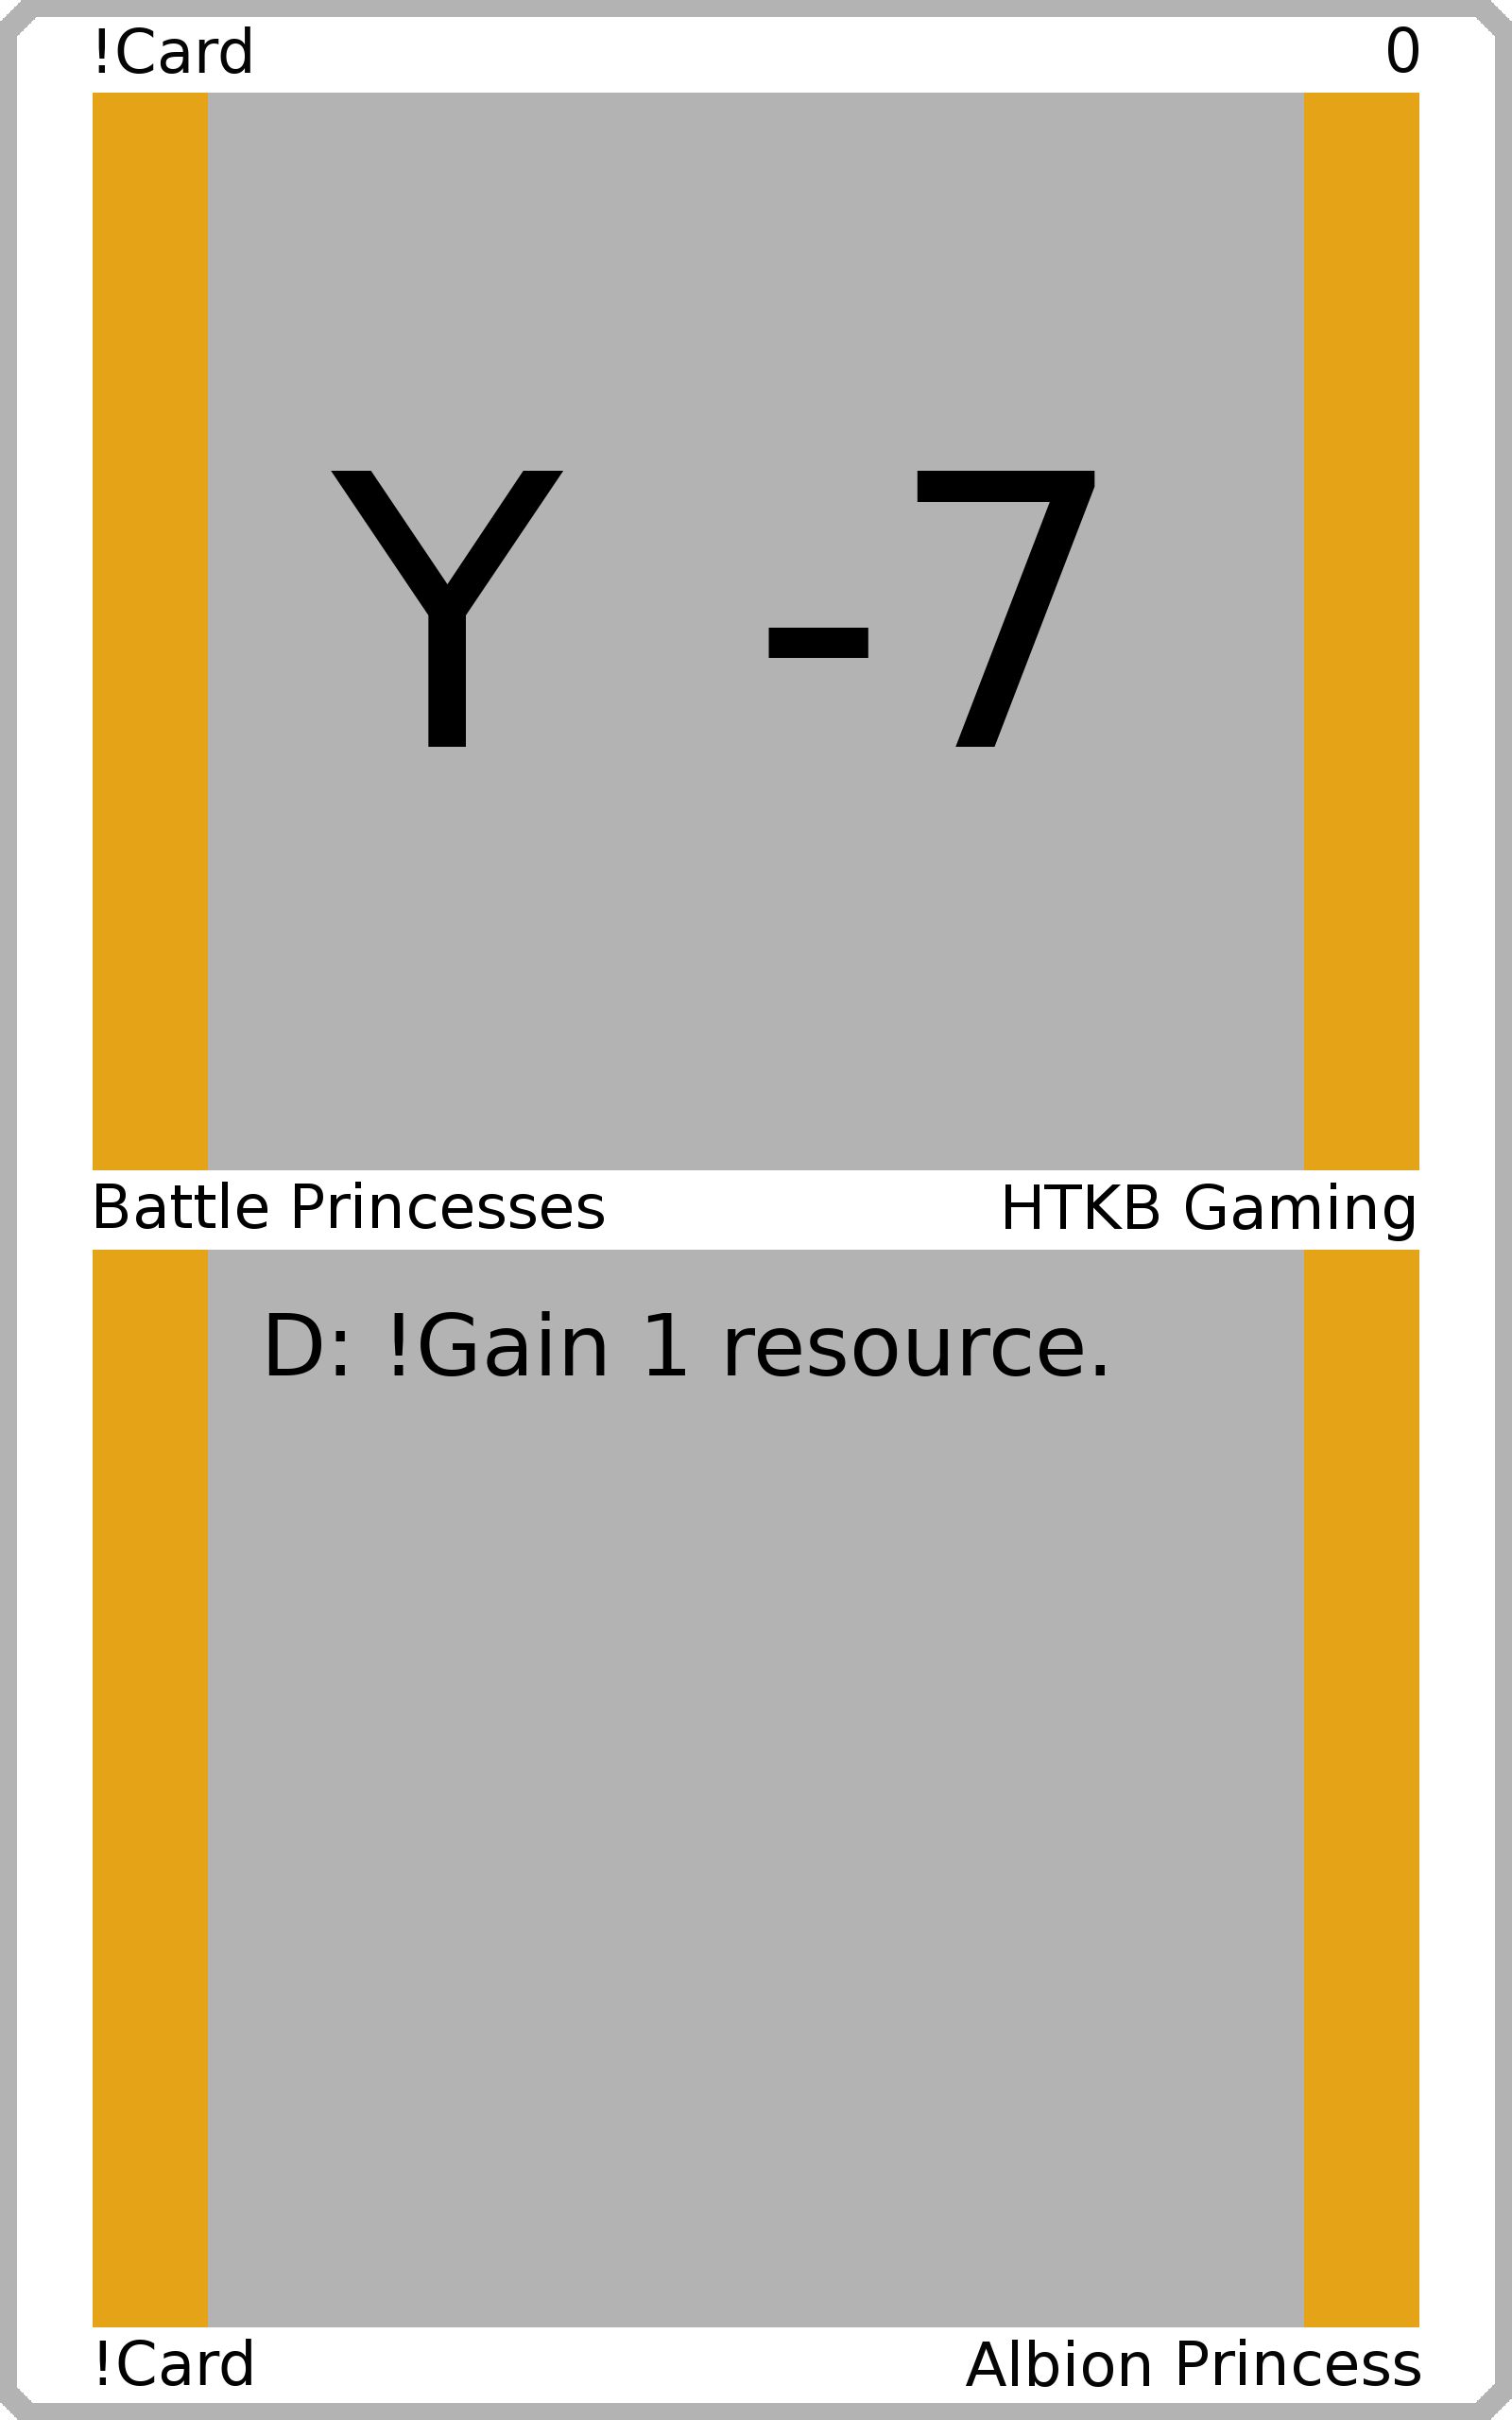 !Card 0
Y -7
Battle Princesses HTKB Gaming
D: !Gain 1 resource.
!Card Albion Princess